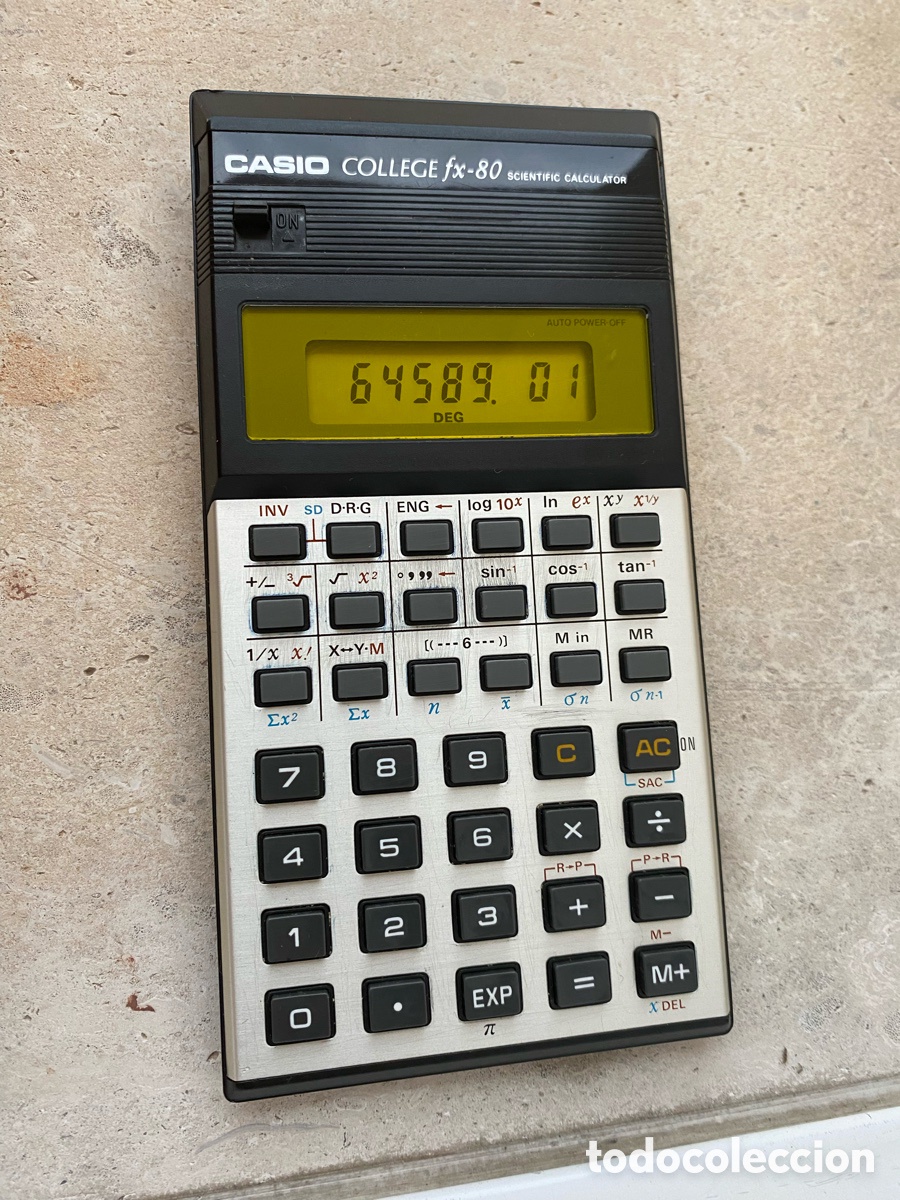 CASIO COLLEGE fx-80 SCIENTIFIC CALCULATOR
ON
AUTO POWER-OFF
64589. 01
DEG
INV SD D·R·G ENG ← log 10ˣ ln eˣ xʸ x¹/ʸ
+/− ³√ √ x² °,,, ← sin⁻¹ cos⁻¹ tan⁻¹
1/x x! X↔Y·M [(---6---)] M in MR
Σx² Σx n x̄ σn σn-1
7 8 9 C AC ON
SAC
4 5 6 × ÷
R→P P→R
1 2 3 + −
M−
0 · EXP = M+
π x DEL
todocoleccion